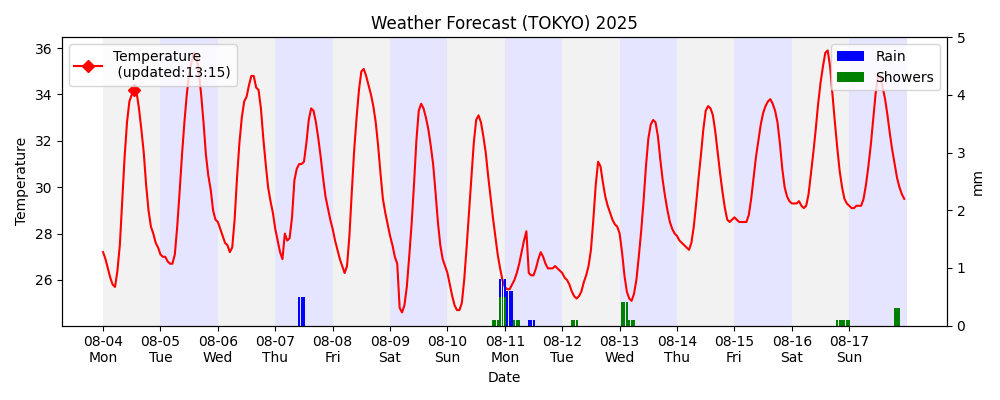 Weather Forecast (TOKYO) 2025
Temperature
(updated:13:15)
Rain
Showers
Temperature
36
34
32
30
28
26
mm
5
4
3
2
1
0
08-04 08-05 08-06 08-07 08-08 08-09 08-10 08-11 08-12 08-13 08-14 08-15 08-16 08-17
Mon Tue Wed Thu Fri Sat Sun Mon Tue Wed Thu Fri Sat Sun
Date